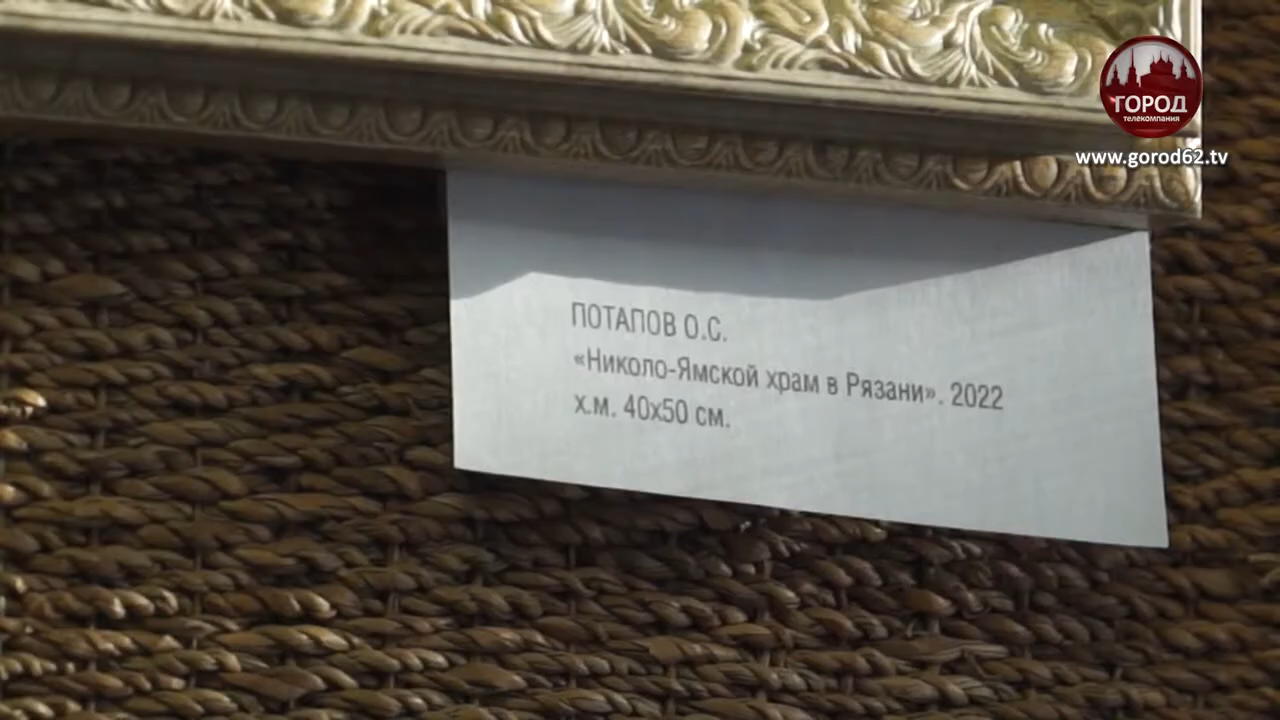 ГОРОД
телекомпания
www.gorod62.tv
ПОТАПОВ О.С.
«Николо-Ямской храм в Рязани». 2022
х.м. 40х50 см.